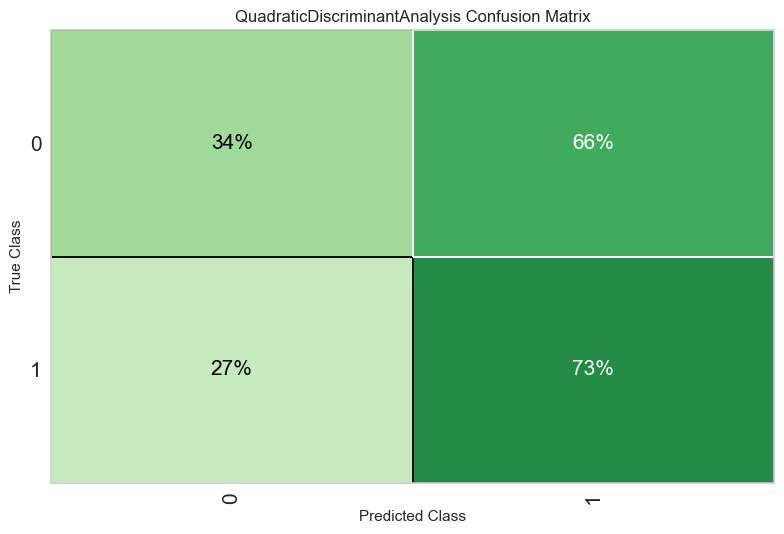 QuadraticDiscriminantAnalysis Confusion Matrix
True Class
0
34%
66%
1
27%
73%
0
1
Predicted Class